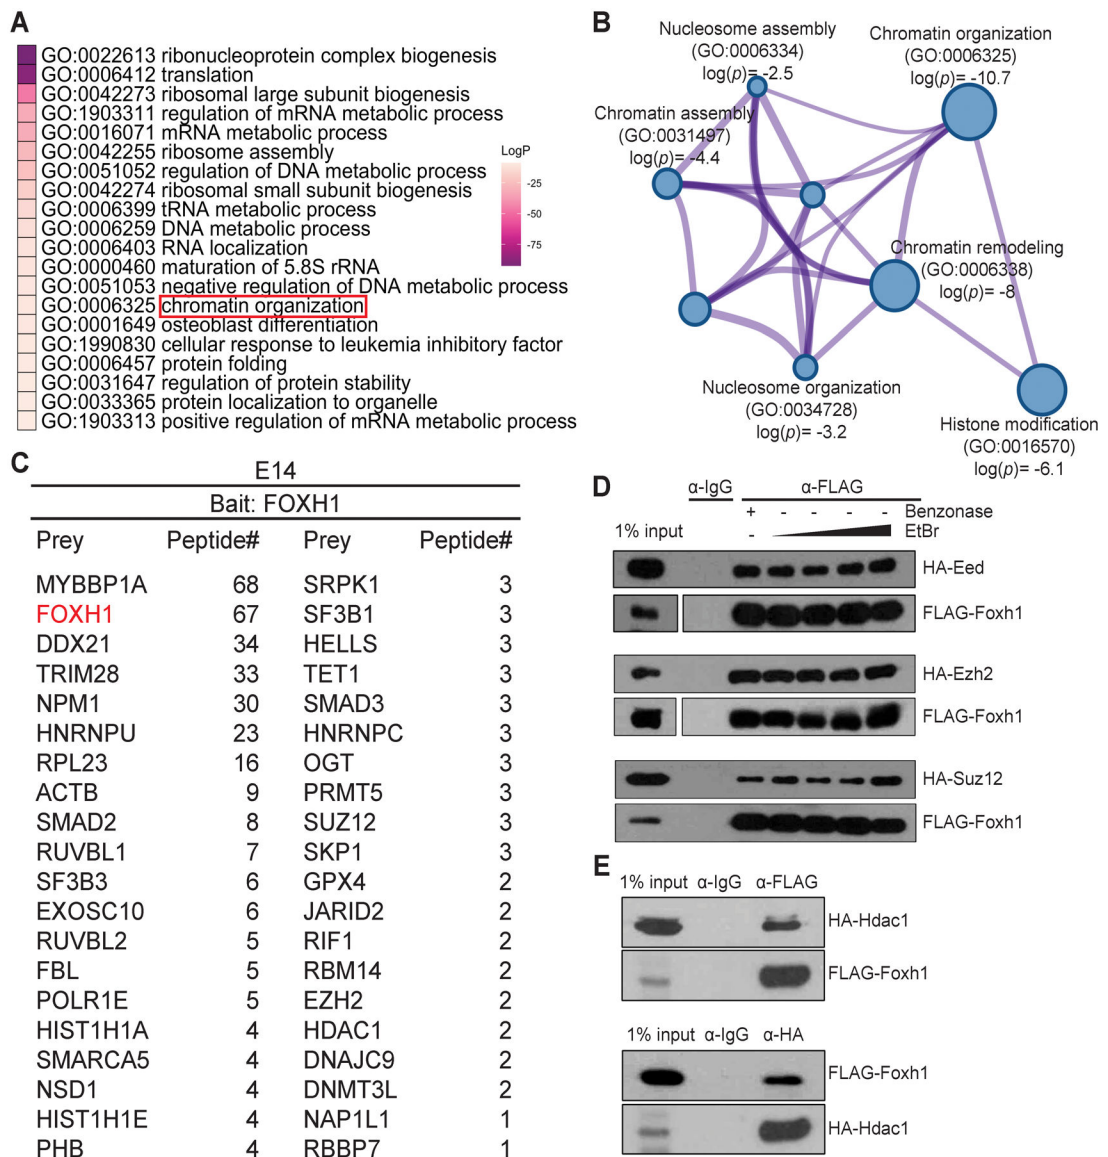 A
GO:0022613 ribonucleoprotein complex biogenesis
GO:0006412 translation
GO:0042273 ribosomal large subunit biogenesis
GO:1903311 regulation of mRNA metabolic process
GO:0016071 mRNA metabolic process
GO:0042255 ribosome assembly
GO:0051052 regulation of DNA metabolic process
GO:0042274 ribosomal small subunit biogenesis
GO:0006399 tRNA metabolic process
GO:0006259 DNA metabolic process
GO:0006403 RNA localization
GO:0000460 maturation of 5.8S rRNA
GO:0051053 negative regulation of DNA metabolic process
GO:0006325 chromatin organization
GO:0001649 osteoblast differentiation
GO:1990830 cellular response to leukemia inhibitory factor
GO:0006457 protein folding
GO:0031647 regulation of protein stability
GO:0033365 protein localization to organelle
GO:1903313 positive regulation of mRNA metabolic process
LogP
-25
-50
-75
B
Nucleosome assembly
(GO:0006334)
log(p)= -2.5
Chromatin organization
(GO:0006325)
log(p)= -10.7
Chromatin assembly
(GO:0031497)
log(p)= -4.4
Chromatin remodeling
(GO:0006338)
log(p)= -8
Nucleosome organization
(GO:0034728)
log(p)= -3.2
Histone modification
(GO:0016570)
log(p)= -6.1
C
E14
Bait: FOXH1
Prey Peptide# Prey Peptide#
MYBBP1A 68 SRPK1 3
FOXH1 67 SF3B1 3
DDX21 34 HELLS 3
TRIM28 33 TET1 3
NPM1 30 SMAD3 3
HNRNPU 23 HNRNPC 3
RPL23 16 OGT 3
ACTB 9 PRMT5 3
SMAD2 8 SUZ12 3
RUVBL1 7 SKP1 3
SF3B3 6 GPX4 2
EXOSC10 6 JARID2 2
RUVBL2 5 RIF1 2
FBL 5 RBM14 2
POLR1E 5 EZH2 2
HIST1H1A 4 HDAC1 2
SMARCA5 4 DNAJC9 2
NSD1 4 DNMT3L 2
HIST1H1E 4 NAP1L1 1
PHB 4 RBBP7 1
D
α-IgG α-FLAG
+ - - - - Benzonase
1% input - EtBr
HA-Eed
FLAG-Foxh1
HA-Ezh2
FLAG-Foxh1
HA-Suz12
FLAG-Foxh1
E
1% input α-IgG α-FLAG
HA-Hdac1
FLAG-Foxh1
1% input α-IgG α-HA
FLAG-Foxh1
HA-Hdac1